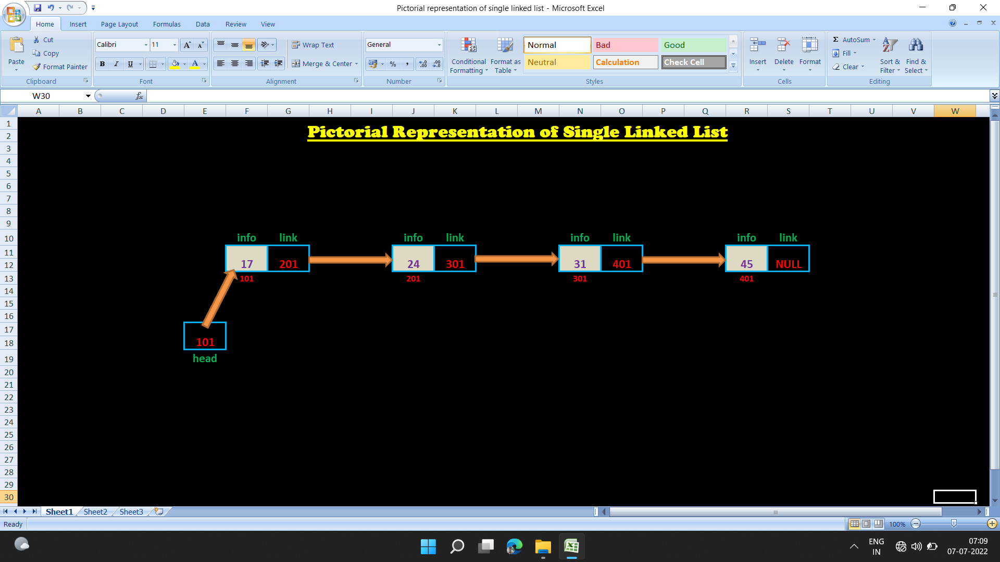 Pictorial representation of single linked list - Microsoft Excel
Home Insert Page Layout Formulas Data Review View
Paste
Cut
Copy
Format Painter
Clipboard
Calibri 11
B I U
Font
Wrap Text
Merge & Center
Alignment
General
% ,
Number
Conditional Formatting
Format as Table
Normal Bad Good
Neutral Calculation Check Cell
Styles
Insert Delete Format
Cells
Σ AutoSum
Fill
Clear
Sort & Filter
Find & Select
Editing
W30
fx
A B C D E F G H I J K L M N O P Q R S T U V W
1
2
3
4
5
6
7
8
9
10
11
12
13
14
15
16
17
18
19
20
21
22
23
24
25
26
27
28
29
30
Pictorial Representation of Single Linked List
info link info link info link info link
17 201 24 301 31 401 45 NULL
101 201 301 401
101
head
Sheet1 Sheet2 Sheet3
Ready
100%
ENG
IN
07:09
07-07-2022